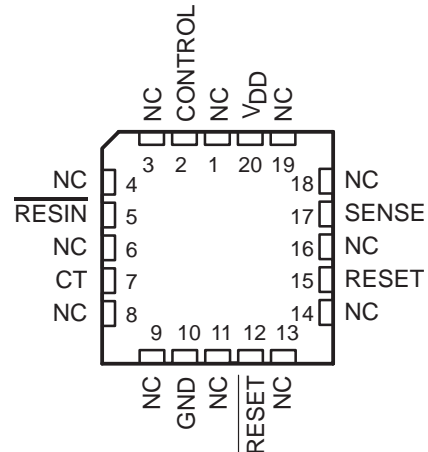 NC
CONTROL
NC
VDD
NC
3
2
1
20
19
NC 4
RESIN 5
NC 6
CT 7
NC 8
18 NC
17 SENSE
16 NC
15 RESET
14 NC
9
10
11
12
13
NC
GND
NC
RESET
NC